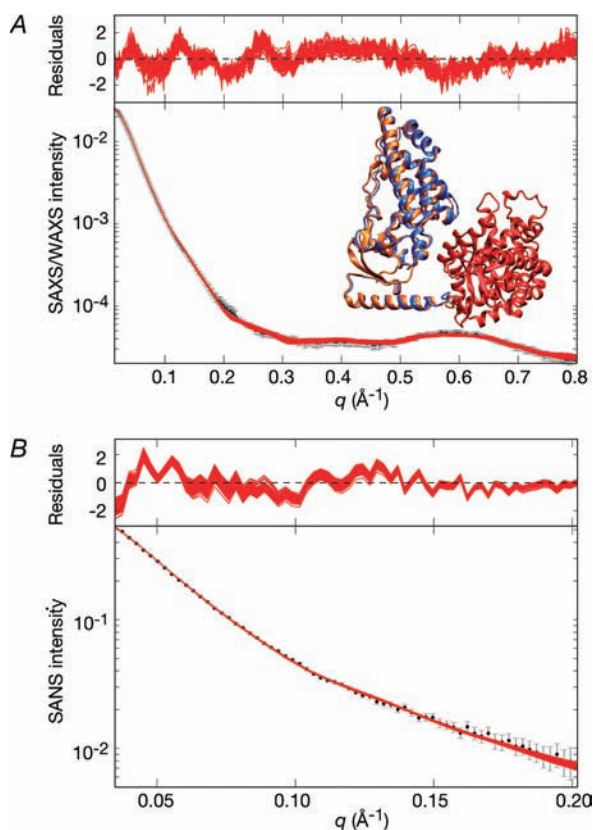 A
Residuals
2
0
-2
SAXS/WAXS intensity
10-2
10-3
10-4
0.1 0.2 0.3 0.4 0.5 0.6 0.7 0.8
q (Å-1)
B
Residuals
2
0
-2
SANS intensity
10-1
10-2
0.05 0.10 0.15 0.20
q (Å-1)